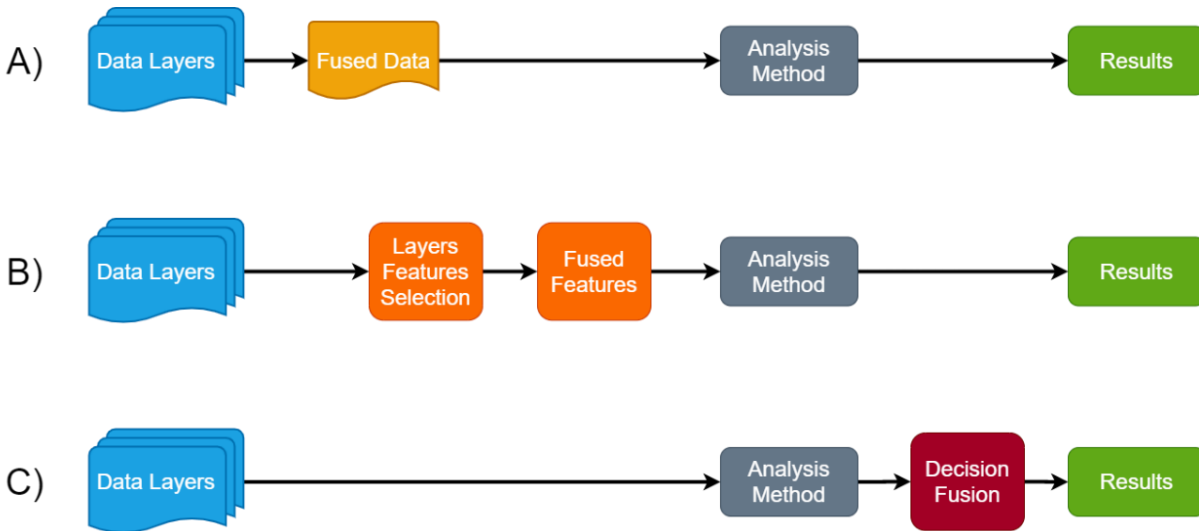 A)
Data Layers
Fused Data
Analysis
Method
Results
B)
Data Layers
Layers
Features
Selection
Fused
Features
Analysis
Method
Results
C)
Data Layers
Analysis
Method
Decision
Fusion
Results